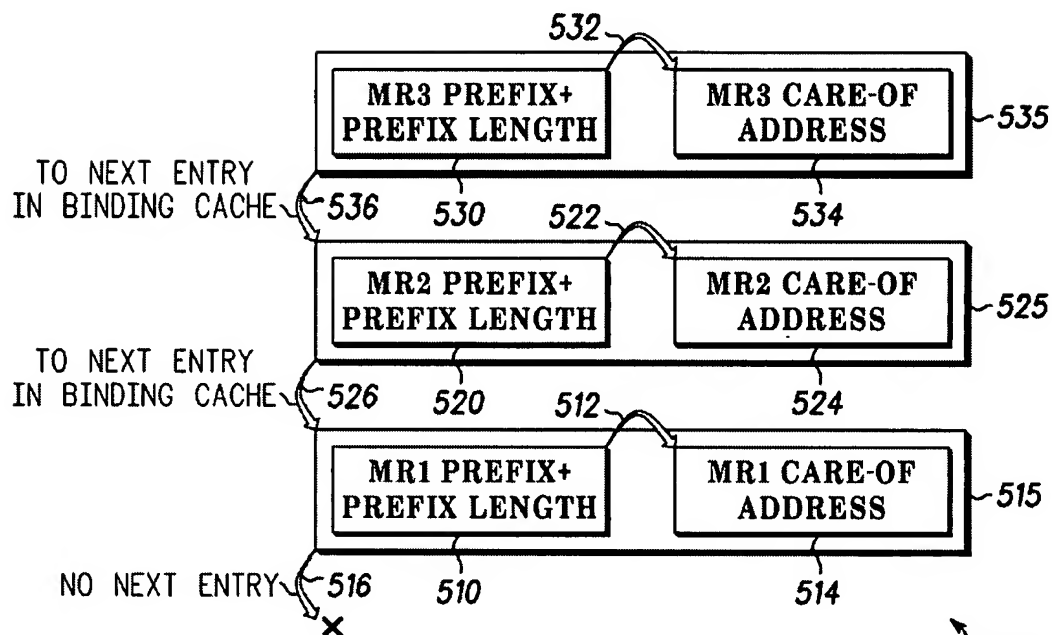 532
MR3 PREFIX+ PREFIX LENGTH
MR3 CARE-OF ADDRESS
535
TO NEXT ENTRY IN BINDING CACHE
536
530
522
534
MR2 PREFIX+ PREFIX LENGTH
MR2 CARE-OF ADDRESS
525
TO NEXT ENTRY IN BINDING CACHE
526
520
512
524
MR1 PREFIX+ PREFIX LENGTH
MR1 CARE-OF ADDRESS
515
NO NEXT ENTRY
516
510
514